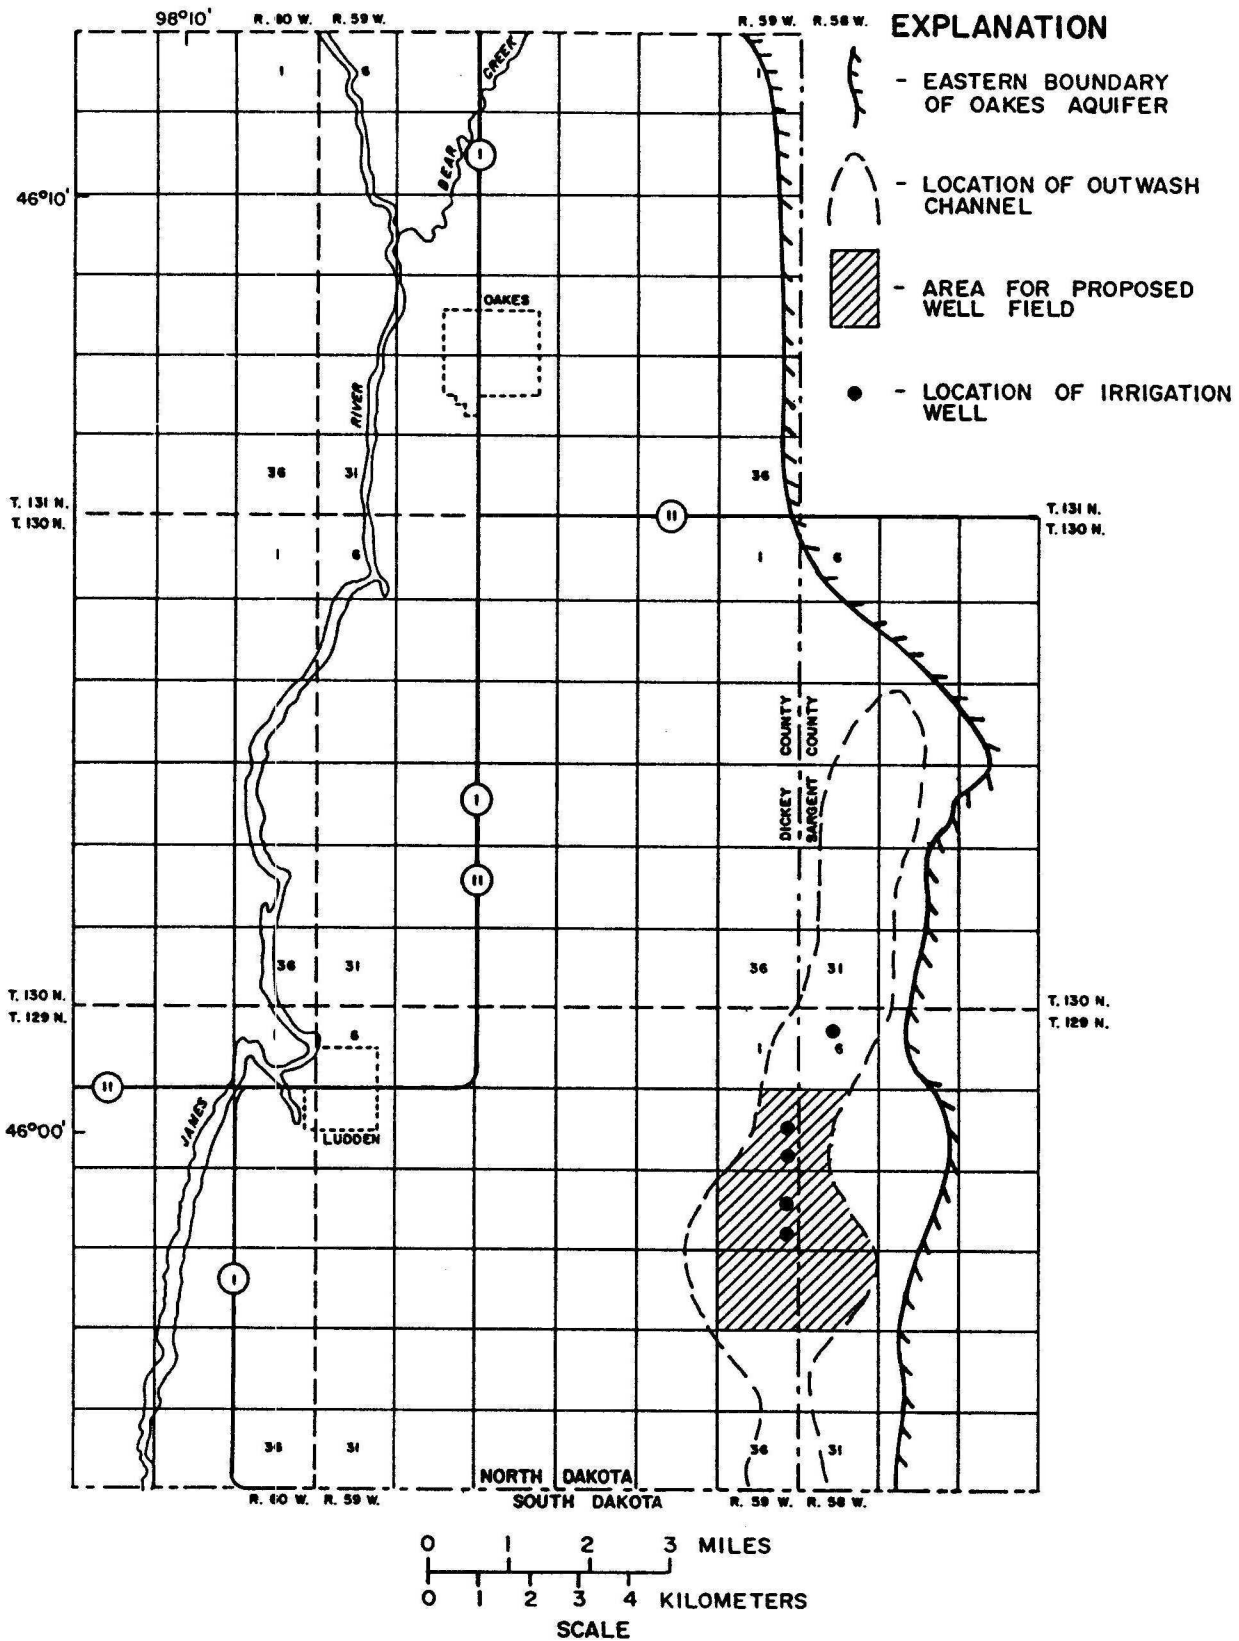 98°10'
R. 60 W. R. 59 W.
R. 59 W. R. 58 W.
EXPLANATION
- EASTERN BOUNDARY
OF OAKES AQUIFER
- LOCATION OF OUTWASH
CHANNEL
- AREA FOR PROPOSED
WELL FIELD
- LOCATION OF IRRIGATION
WELL
1 6
CREEK
1
BEAR
1
46°10'
OAKES
RIVER
36 31
36
T. 131 N.
T. 130 N.
11
T. 131 N.
T. 130 N.
1 6
1 6
DICKEY COUNTY
SARGENT COUNTY
1
11
36 31
36 31
T. 130 N.
T. 129 N.
T. 130 N.
T. 129 N.
1 6
1 6
11
JAMES
46°00'
LUDDEN
1
36 31
36 31
NORTH DAKOTA
SOUTH DAKOTA
R. 60 W. R. 59 W.
R. 59 W. R. 58 W.
0 1 2 3 MILES
0 1 2 3 4 KILOMETERS
SCALE